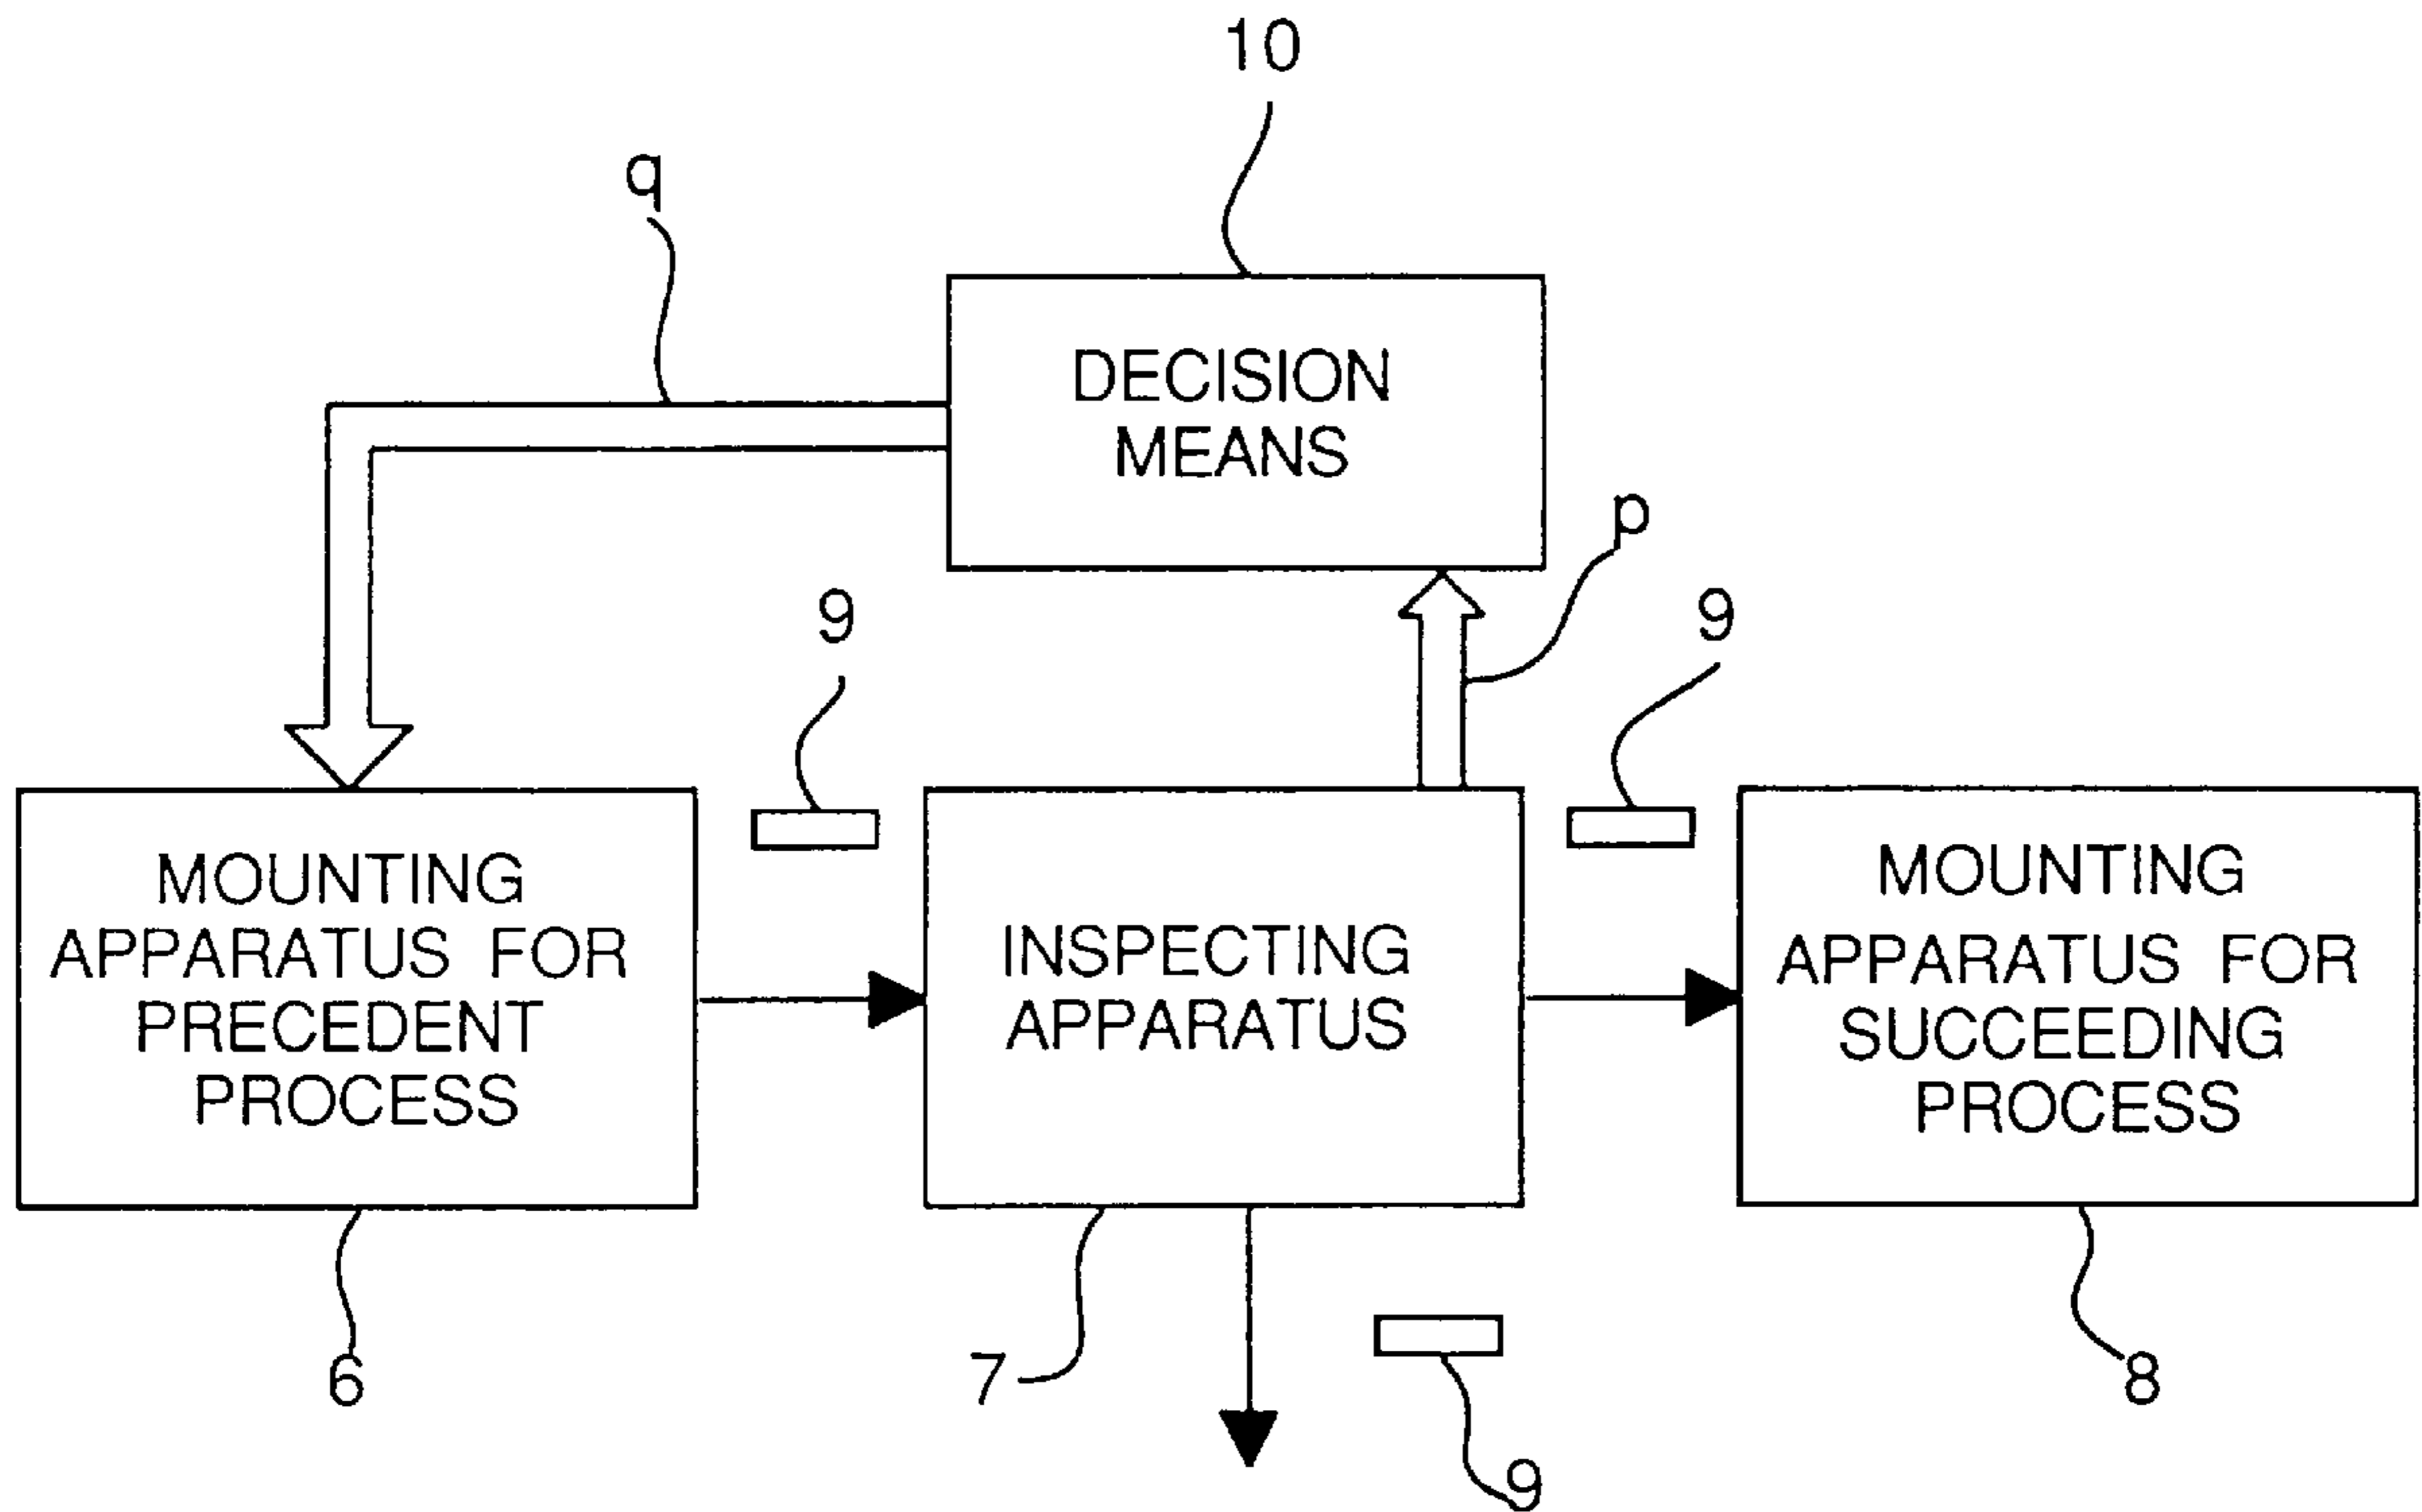 10
q
DECISION
MEANS
p
9
9
MOUNTING
APPARATUS FOR
PRECEDENT
PROCESS
INSPECTING
APPARATUS
MOUNTING
APPARATUS FOR
SUCCEEDING
PROCESS
6
7
8
9